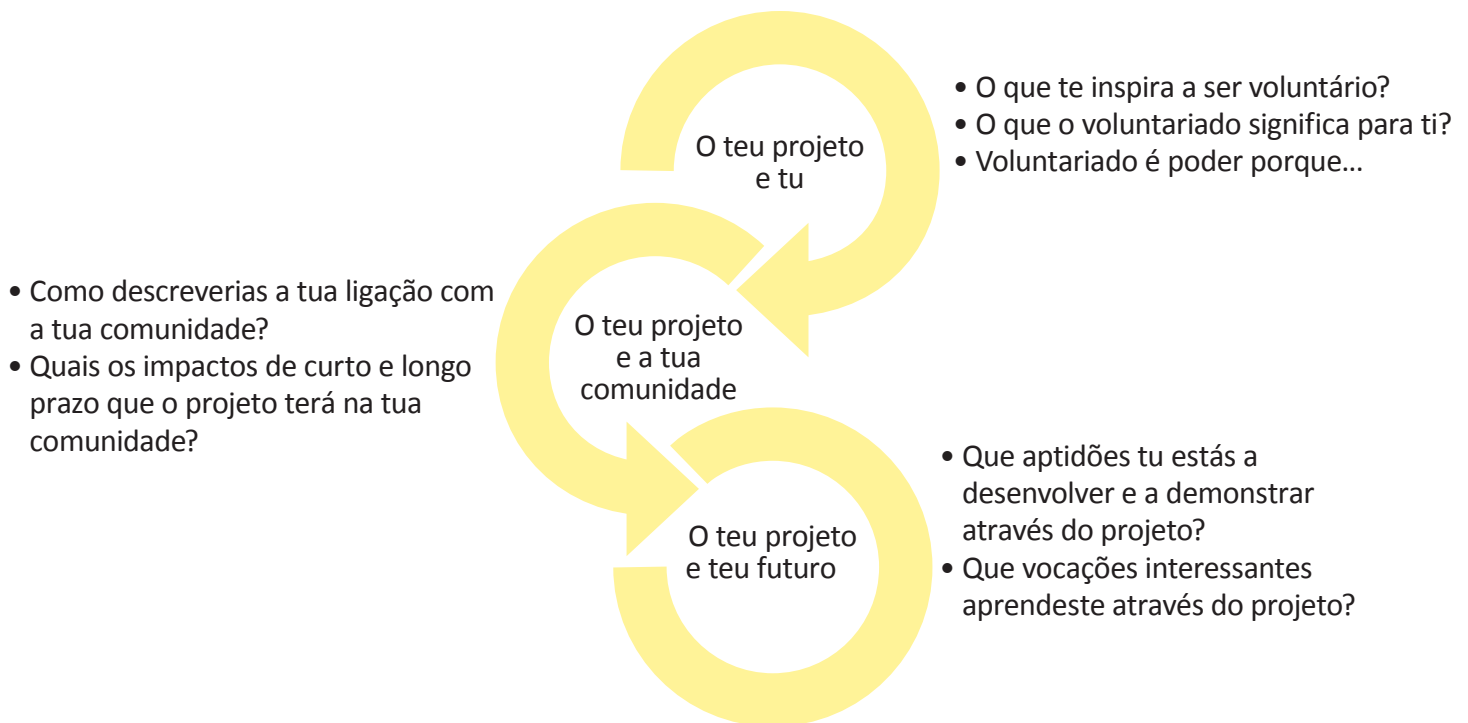 O teu projeto
e tu
• O que te inspira a ser voluntário?
• O que o voluntariado significa para ti?
• Voluntariado é poder porque...
O teu projeto
e a tua
comunidade
• Como descreverias a tua ligação com
a tua comunidade?
• Quais os impactos de curto e longo
prazo que o projeto terá na tua
comunidade?
O teu projeto
e teu futuro
• Que aptidões tu estás a
desenvolver e a demonstrar
através do projeto?
• Que vocações interessantes
aprendeste através do projeto?